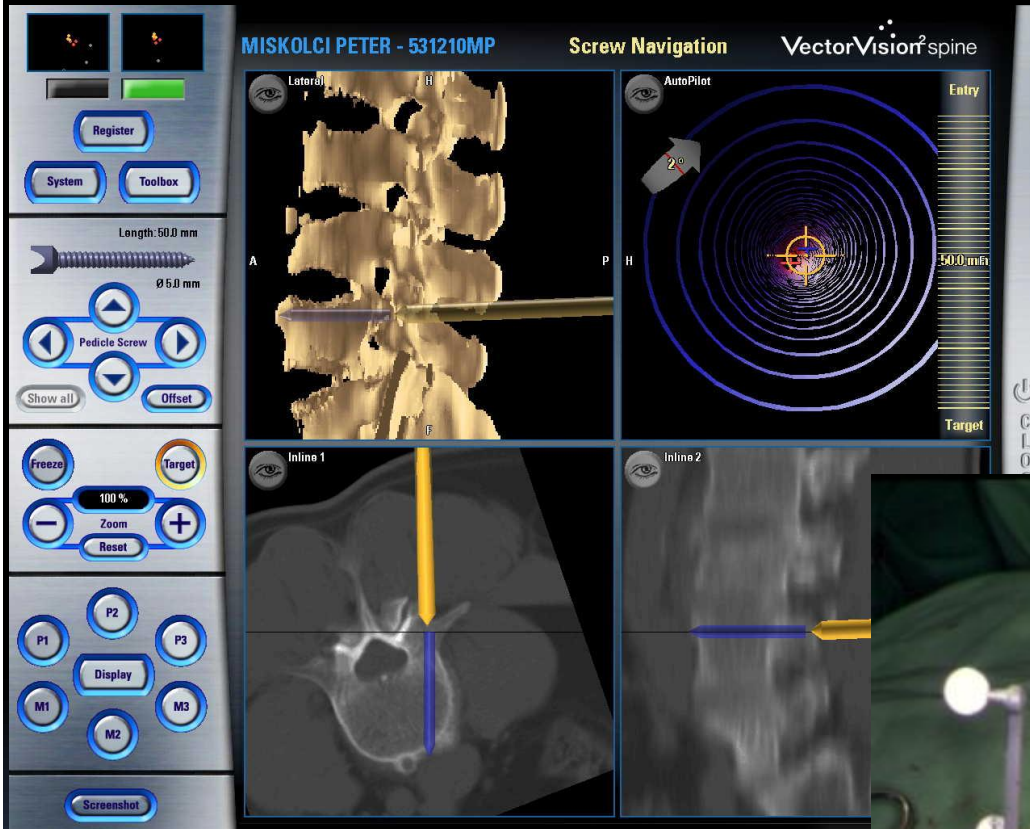 MISKOLCI PETER - 531210MP
Screw Navigation
VectorVision² spine
Register
System
Toolbox
Length: 50.0 mm
Ø 5.0 mm
Pedicle Screw
Show all
Offset
Freeze
Target
100 %
Zoom
Reset
P2
P1
P3
Display
M1
M3
M2
Screenshot
Lateral
H
A
P
F
AutoPilot
2°
H
Entry
50.0 m
Target
Inline 1
Inline 2